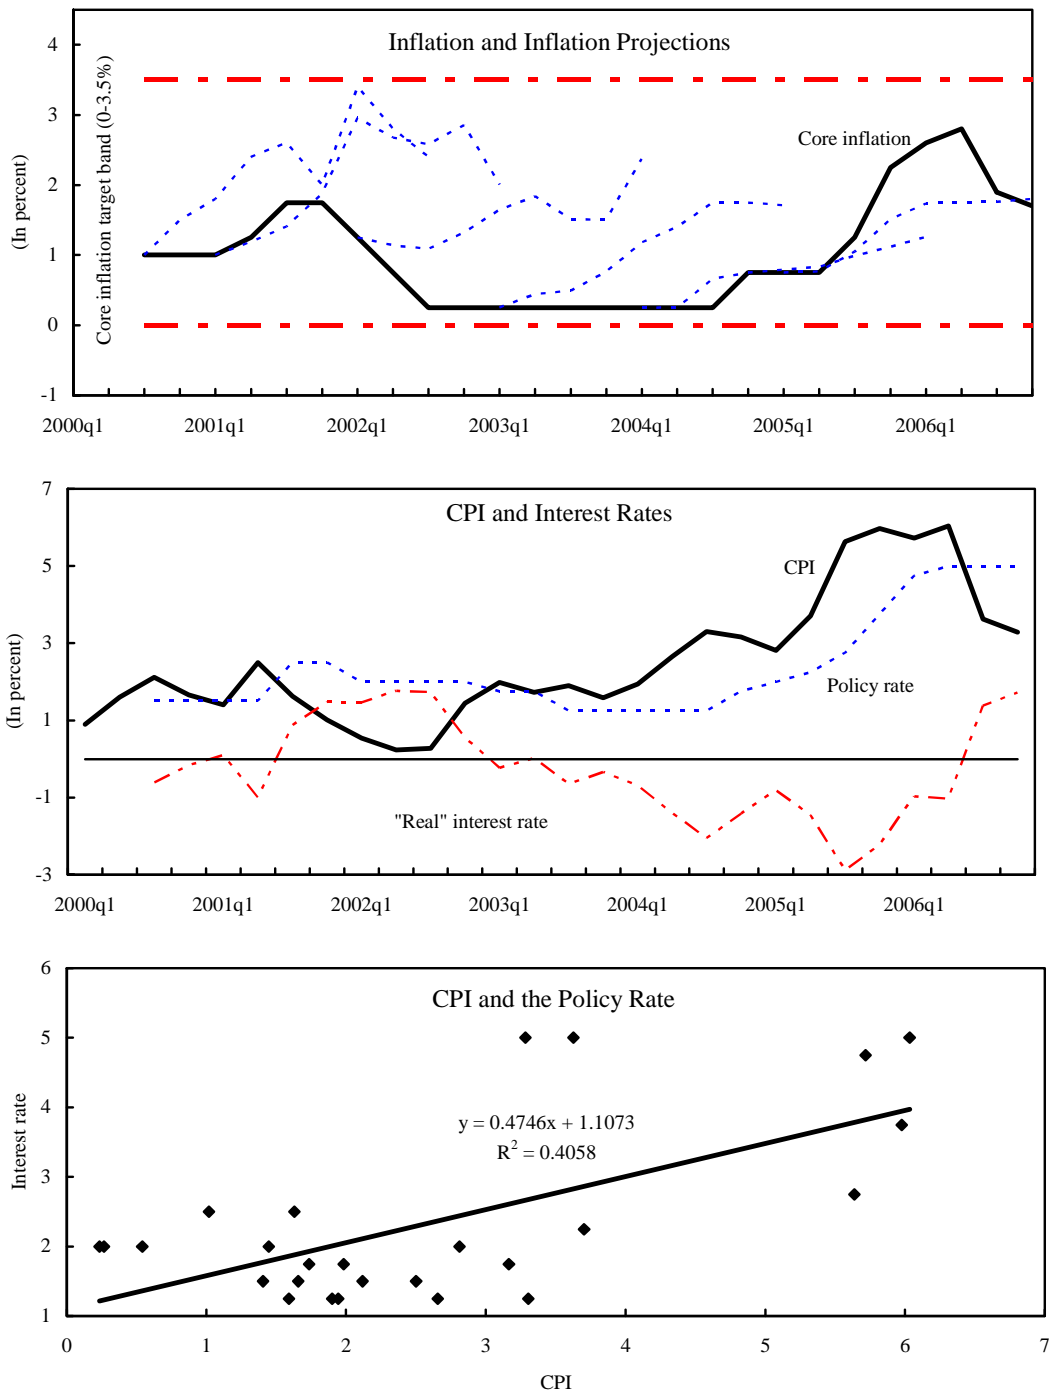 Inflation and Inflation Projections
(In percent)
Core inflation target band (0-3.5%)
4
3
2
1
0
-1
Core inflation
2000q1 2001q1 2002q1 2003q1 2004q1 2005q1 2006q1
CPI and Interest Rates
(In percent)
7
5
3
1
-1
-3
CPI
Policy rate
"Real" interest rate
2000q1 2001q1 2002q1 2003q1 2004q1 2005q1 2006q1
CPI and the Policy Rate
Interest rate
6
5
4
3
2
1
y = 0.4746x + 1.1073
R² = 0.4058
0 1 2 3 4 5 6 7
CPI